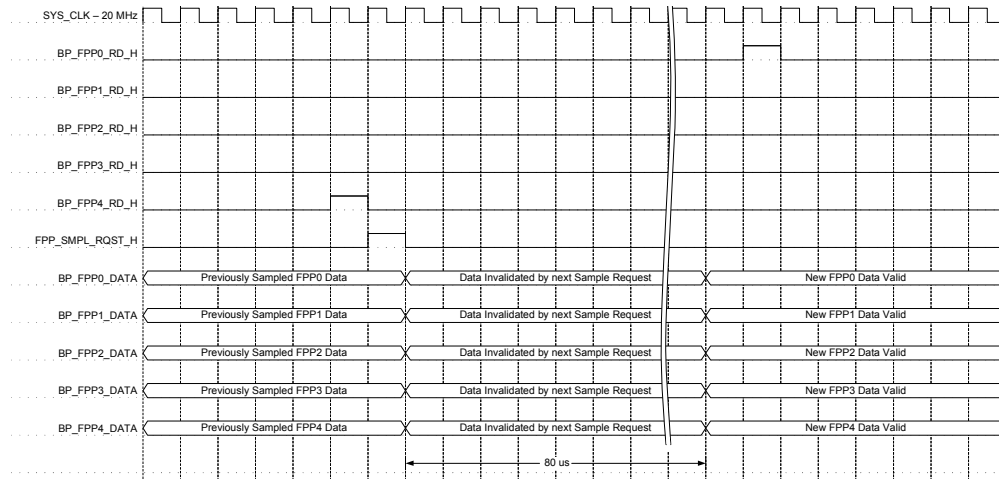 SYS_CLK – 20 MHz
BP_FPP0_RD_H
BP_FPP1_RD_H
BP_FPP2_RD_H
BP_FPP3_RD_H
BP_FPP4_RD_H
FPP_SMPL_RQST_H
BP_FPP0_DATA Previously Sampled FPP0 Data Data Invalidated by next Sample Request New FPP0 Data Valid
BP_FPP1_DATA Previously Sampled FPP1 Data Data Invalidated by next Sample Request New FPP1 Data Valid
BP_FPP2_DATA Previously Sampled FPP2 Data Data Invalidated by next Sample Request New FPP2 Data Valid
BP_FPP3_DATA Previously Sampled FPP3 Data Data Invalidated by next Sample Request New FPP3 Data Valid
BP_FPP4_DATA Previously Sampled FPP4 Data Data Invalidated by next Sample Request New FPP4 Data Valid
80 us